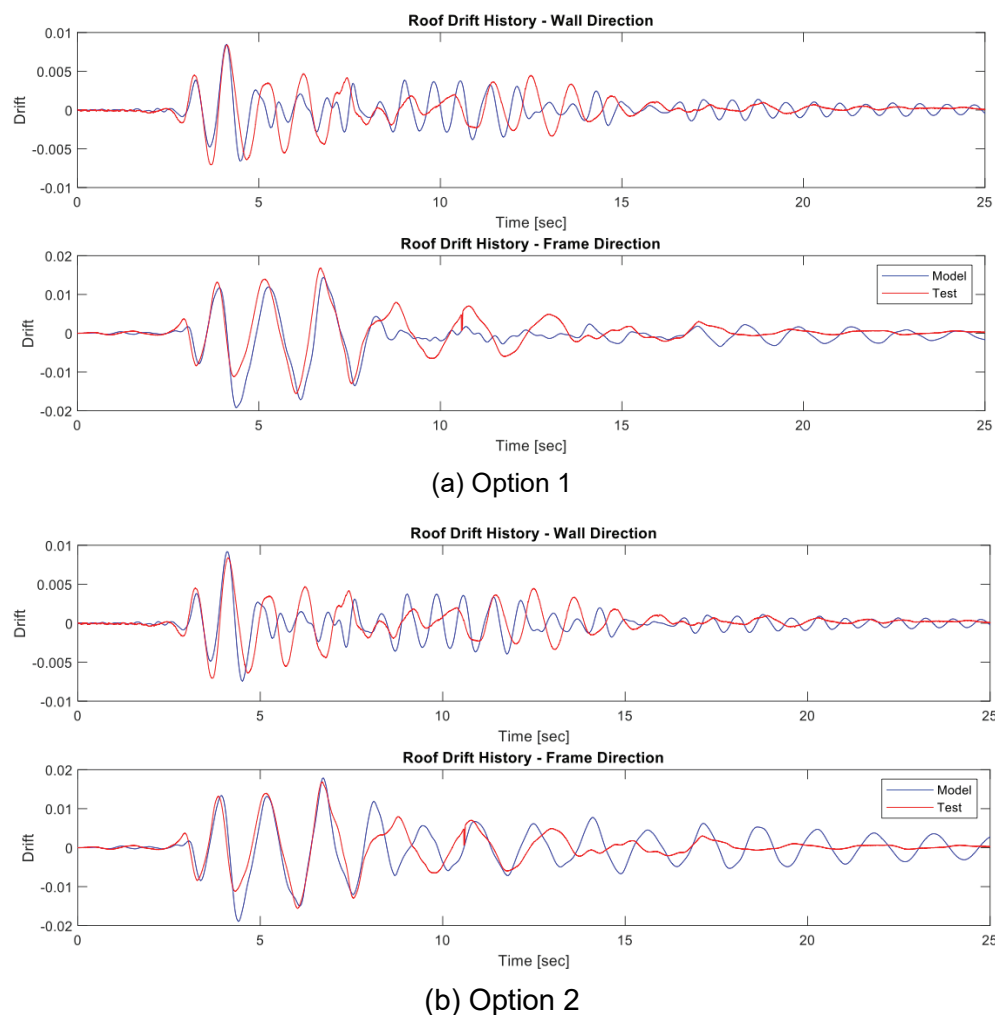 Roof Drift History - Wall Direction
0.01
0.005
0
-0.005
-0.01
Drift
0 5 10 15 20 25
Time [sec]
Roof Drift History - Frame Direction
0.02
0.01
0
-0.01
-0.02
Drift
Model
Test
0 5 10 15 20 25
Time [sec]
(a) Option 1
Roof Drift History - Wall Direction
0.01
0.005
0
-0.005
-0.01
Drift
0 5 10 15 20 25
Time [sec]
Roof Drift History - Frame Direction
0.02
0.01
0
-0.01
-0.02
Drift
Model
Test
0 5 10 15 20 25
Time [sec]
(b) Option 2